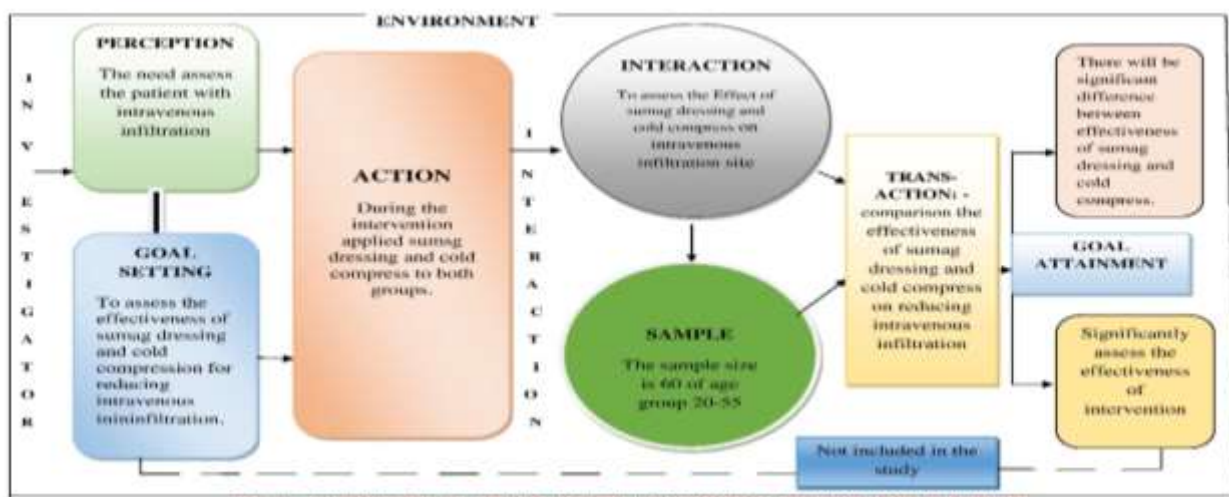 ENVIRONMENT
INVESTIGATOR
PERCEPTION
The need assess
the patient with
intravenous
infiltration
GOAL
SETTING
To assess the
effectiveness of
sumag dressing
and cold
compression for
reducing
intravenous
inininfiltration.
ACTION
During the
intervention
applied sumag
dressing and cold
compress to both
groups.
INTERACTION
INTERACTION
To assess the Effect of
sumag dressing and
cold compress on
intravenous
infiltration site
SAMPLE
The sample size
is 60 of age
group 20-55
TRANS-
ACTION: -
comparison the
effectiveness
of sumag
dressing and
cold compress
on reducing
intravenous
infiltration
GOAL
ATTAINMENT
There will be
significant
difference
between
effectiveness
of sumag
dressing and
cold
compress.
Significantly
assess the
effectiveness
of
intervention
Not included in the
study